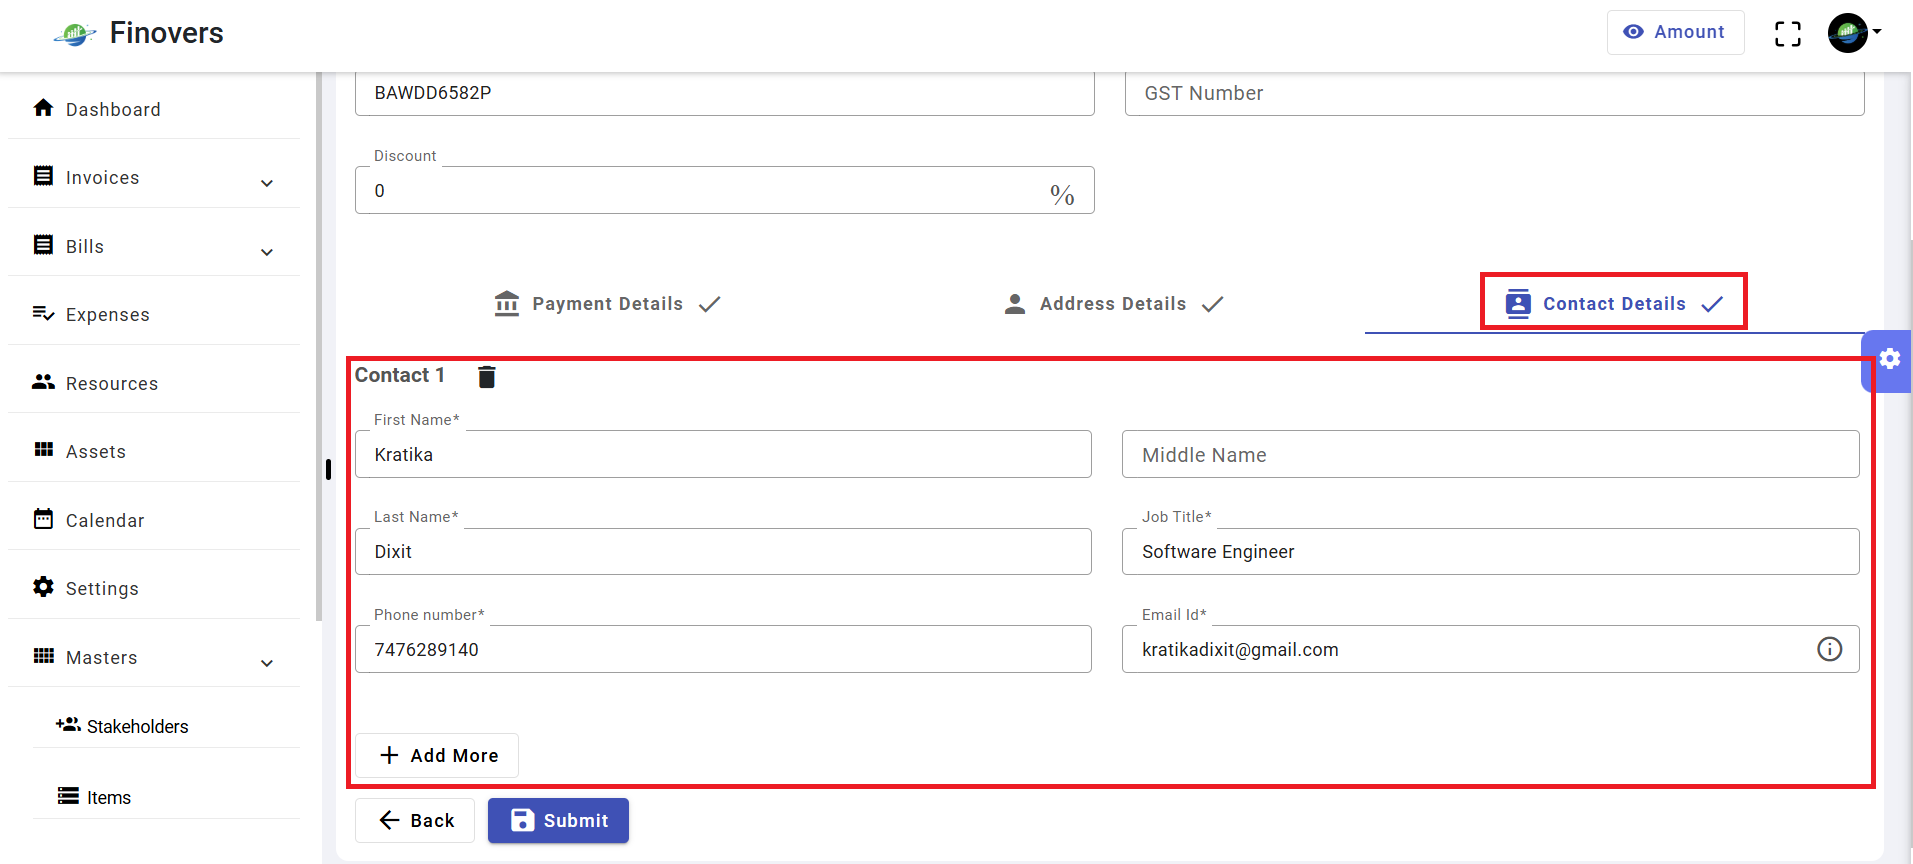 Finovers
Amount
Dashboard
Invoices
Bills
Expenses
Resources
Assets
Calendar
Settings
Masters
Stakeholders
Items
BAWDD6582P
GST Number
Discount
0 %
Payment Details
Address Details
Contact Details
Contact 1
First Name*
Kratika
Middle Name
Last Name*
Dixit
Job Title*
Software Engineer
Phone number*
7476289140
Email Id*
kratikadixit@gmail.com
Add More
Back
Submit